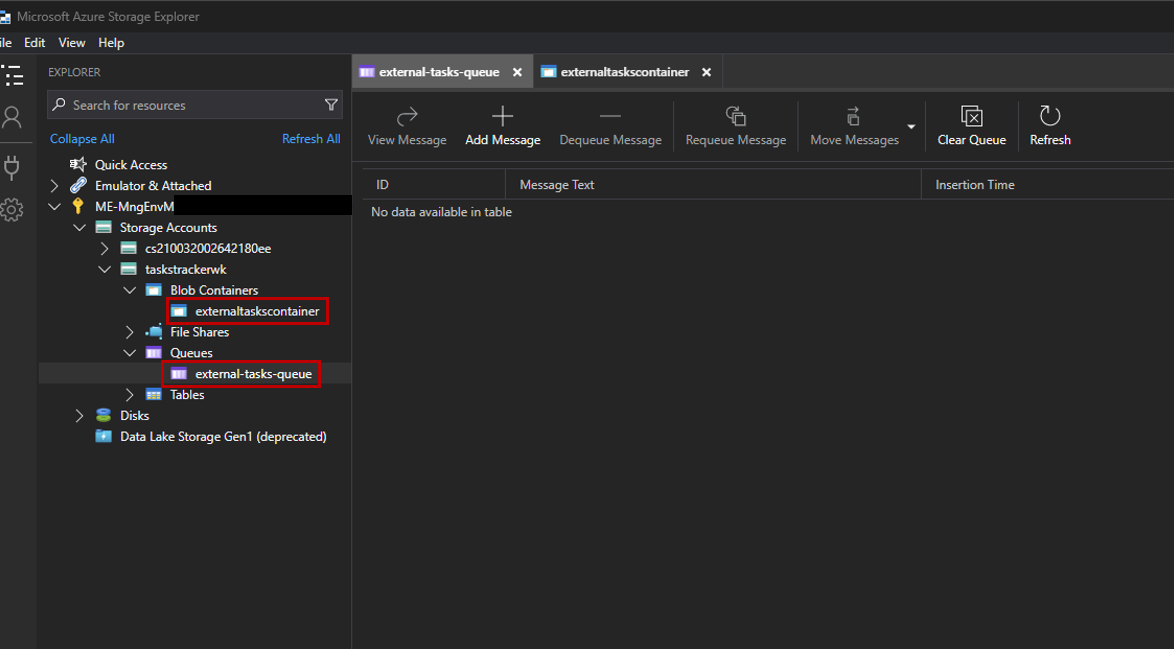 Microsoft Azure Storage Explorer
ile Edit View Help
EXPLORER
Search for resources
Collapse All Refresh All
Quick Access
Emulator & Attached
ME-MngEnvM
Storage Accounts
cs210032002642180ee
taskstrackerwk
Blob Containers
externaltaskscontainer
File Shares
Queues
external-tasks-queue
Tables
Disks
Data Lake Storage Gen1 (deprecated)
external-tasks-queue externaltaskscontainer
View Message Add Message Dequeue Message Requeue Message Move Messages Clear Queue Refresh
ID Message Text Insertion Time
No data available in table